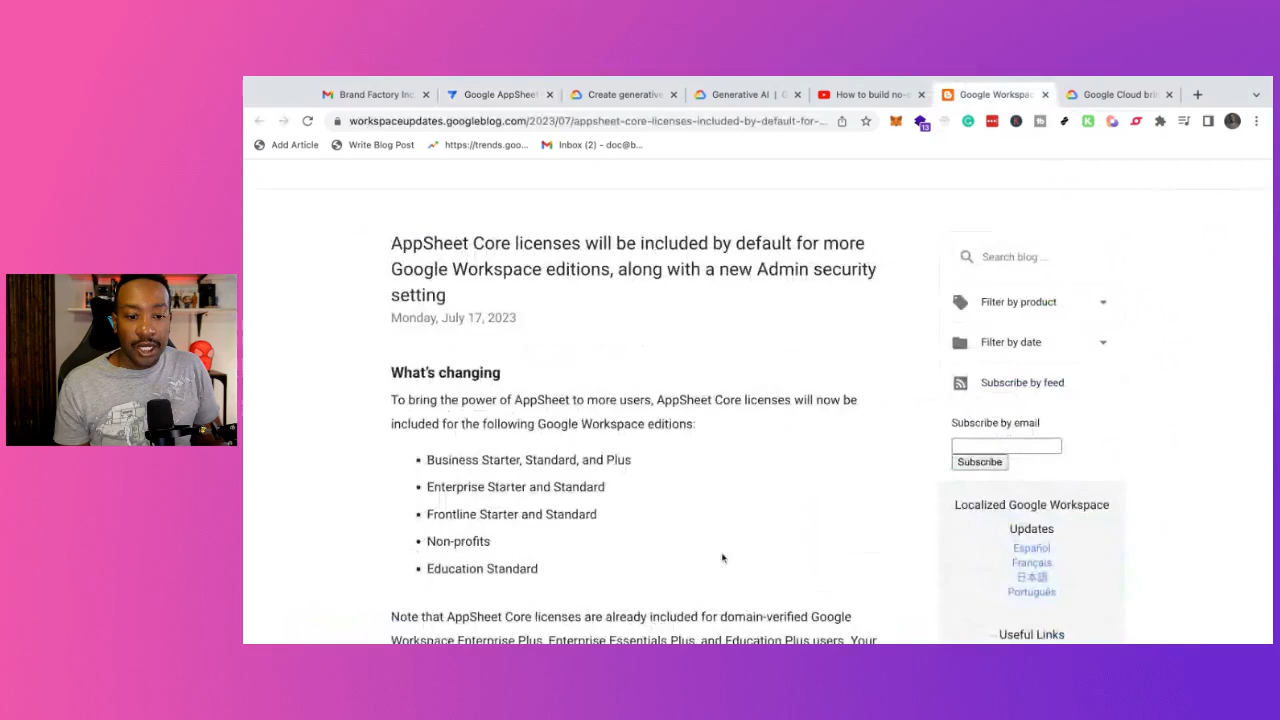 Brand Factory Inc.
Google AppSheet
Create generative
Generative AI | G
How to build no-c
Google Workspac
Google Cloud brin
workspaceupdates.googleblog.com/2023/07/appsheet-core-licenses-included-by-default-for-...
13
Add Article
Write Blog Post
https://trends.goo...
Inbox (2) - doc@b...
AppSheet Core licenses will be included by default for more
Google Workspace editions, along with a new Admin security
setting
Monday, July 17, 2023
What's changing
To bring the power of AppSheet to more users, AppSheet Core licenses will now be
included for the following Google Workspace editions:
• Business Starter, Standard, and Plus
• Enterprise Starter and Standard
• Frontline Starter and Standard
• Non-profits
• Education Standard
Note that AppSheet Core licenses are already included for domain-verified Google
Workspace Enterprise Plus, Enterprise Essentials Plus, and Education Plus users. Your
Search blog ...
Filter by product
Filter by date
Subscribe by feed
Subscribe by email
Subscribe
Localized Google Workspace
Updates
Español
Français
日本語
Português
Useful Links